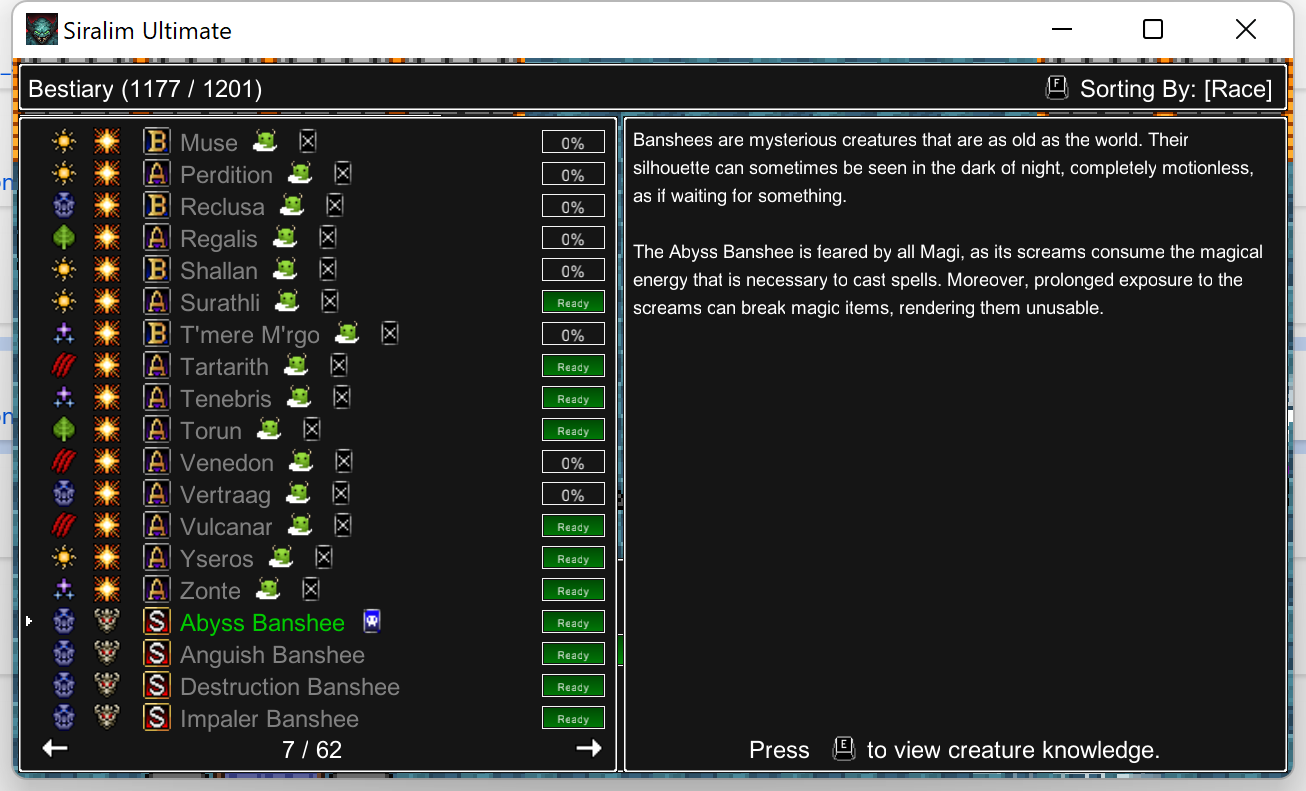 Siralim Ultimate
Bestiary (1177 / 1201)
F Sorting By: [Race]
B Muse 0%
A Perdition 0%
B Reclusa 0%
A Regalis 0%
B Shallan 0%
A Surathli Ready
B T'mere M'rgo 0%
A Tartarith Ready
A Tenebris Ready
A Torun Ready
A Venedon 0%
A Vertraag 0%
A Vulcanar Ready
A Yseros Ready
A Zonte Ready
S Abyss Banshee Ready
S Anguish Banshee Ready
S Destruction Banshee Ready
S Impaler Banshee Ready
7 / 62
Banshees are mysterious creatures that are as old as the world. Their
silhouette can sometimes be seen in the dark of night, completely motionless,
as if waiting for something.
The Abyss Banshee is feared by all Magi, as its screams consume the magical
energy that is necessary to cast spells. Moreover, prolonged exposure to the
screams can break magic items, rendering them unusable.
Press E to view creature knowledge.